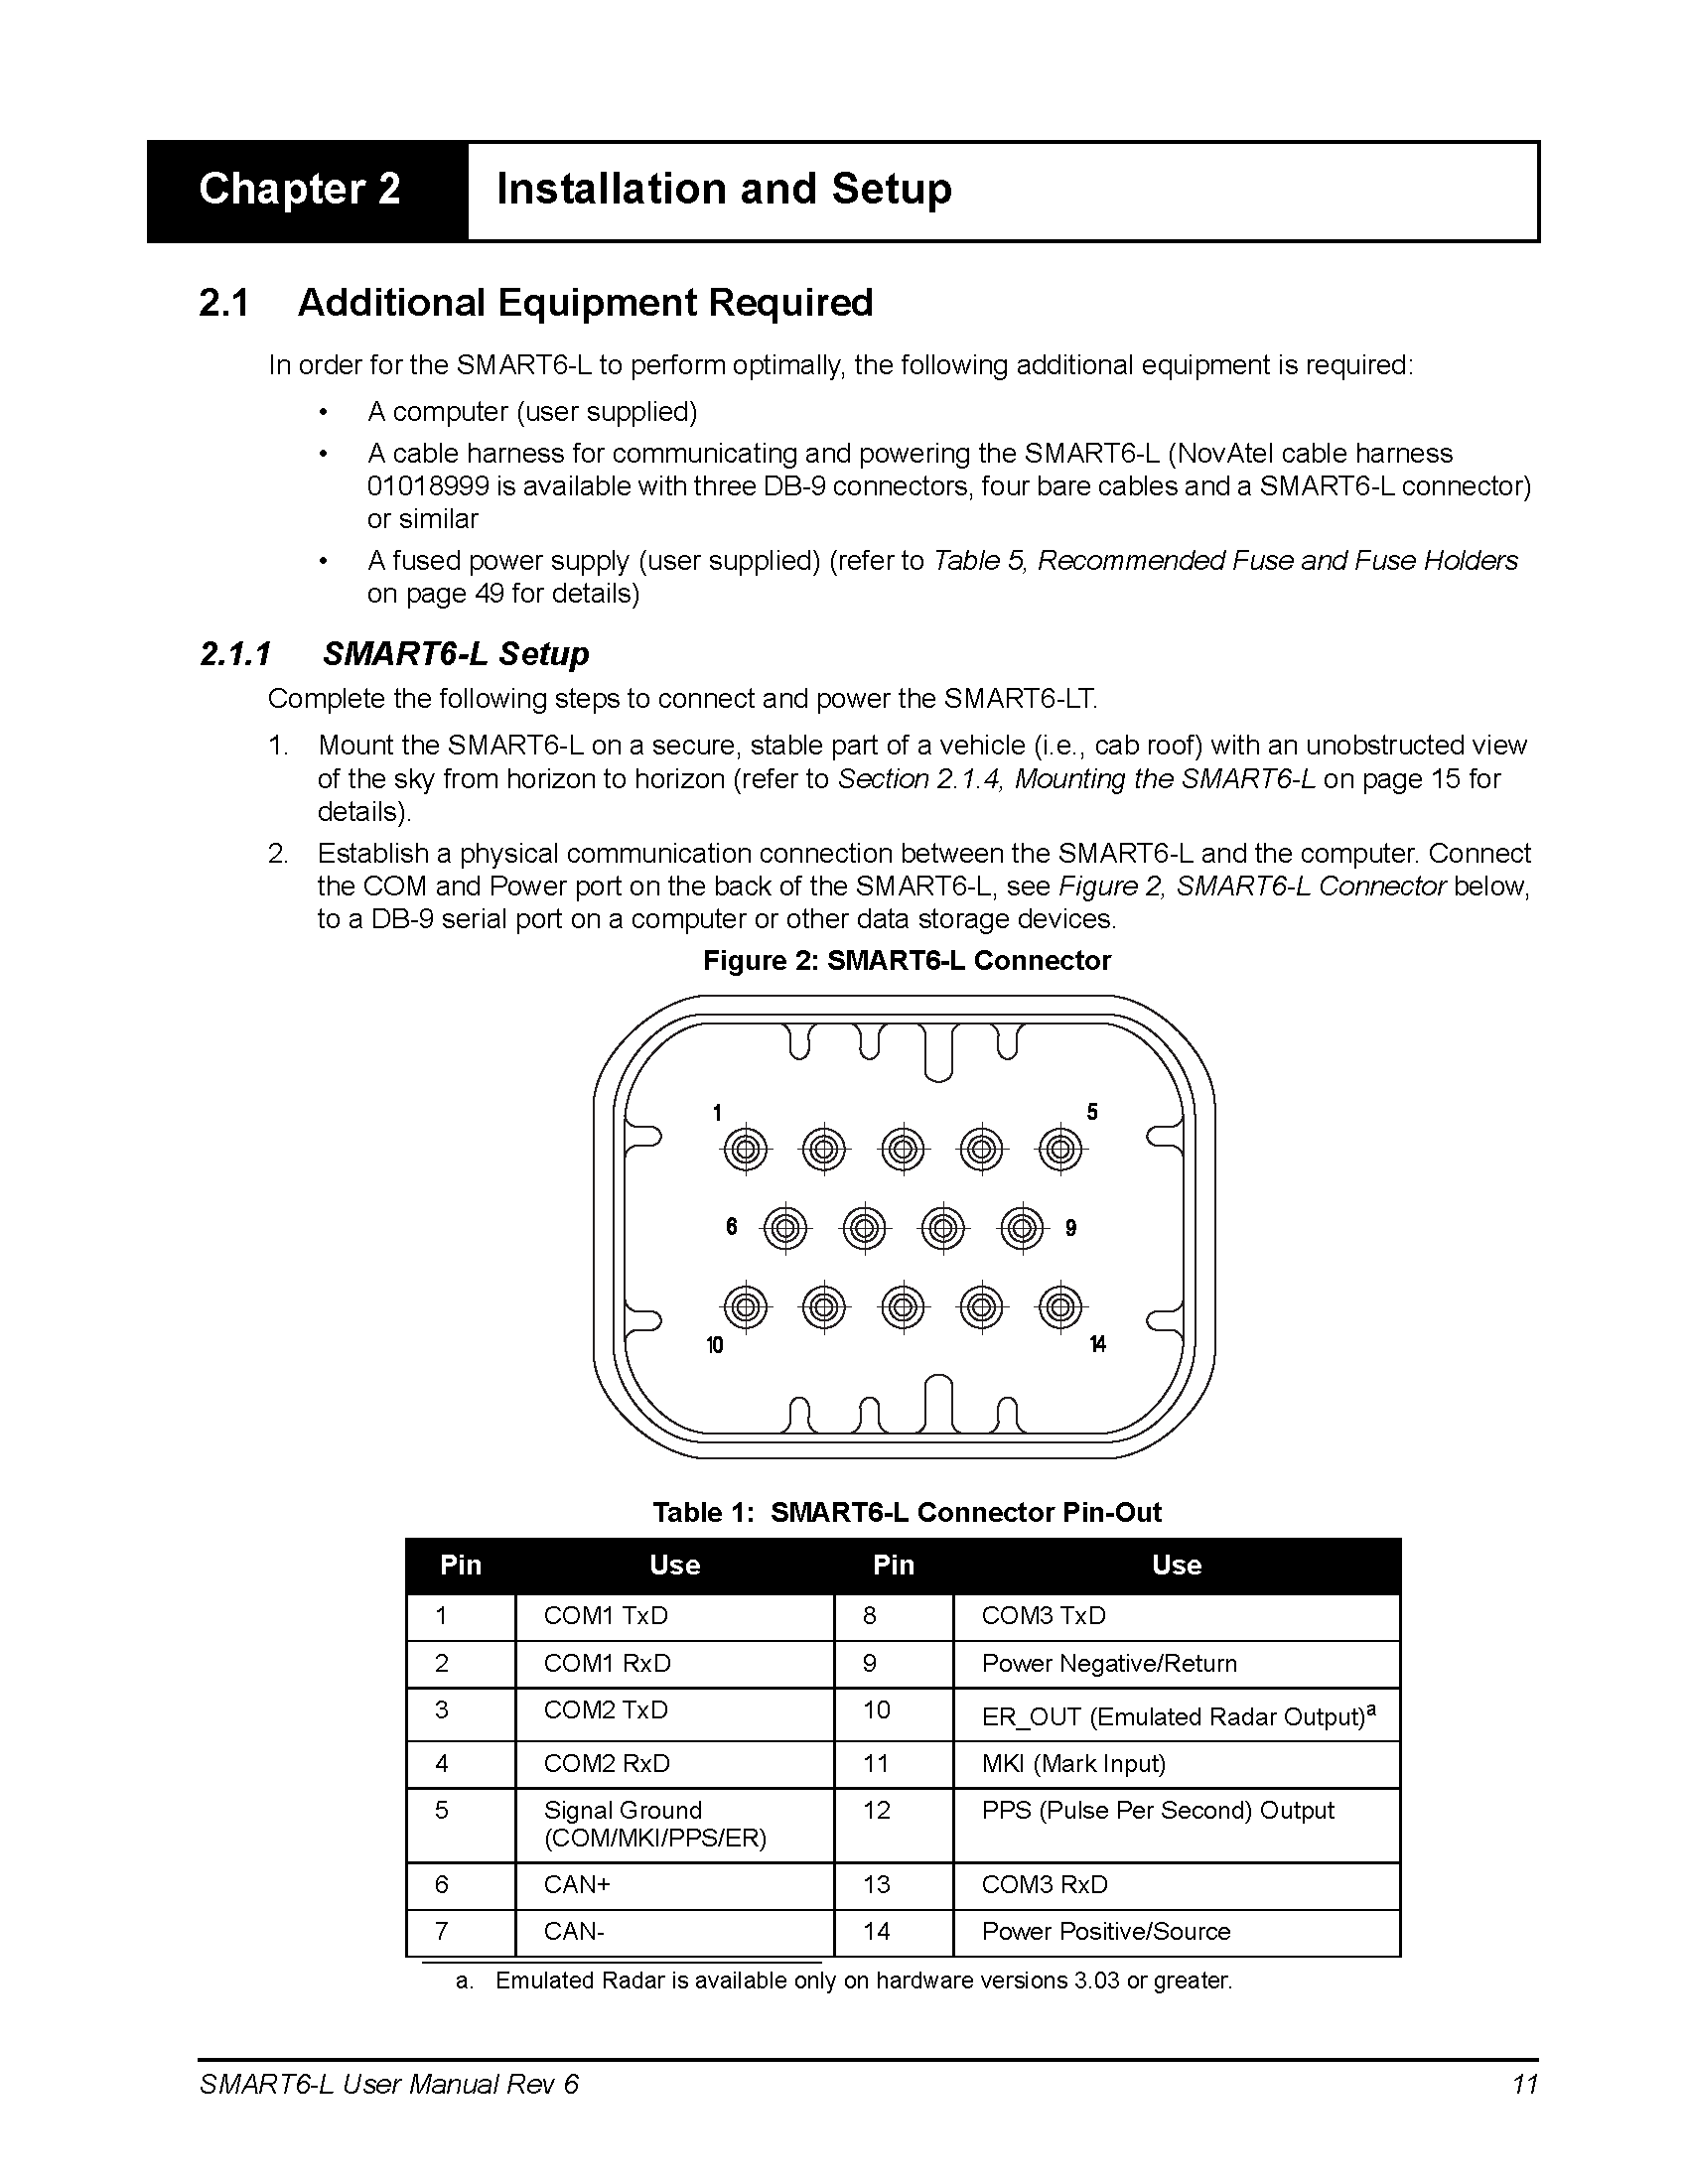 Chapter 2 Installation and Setup
2.1 Additional Equipment Required
In order for the SMART6-L to perform optimally, the following additional equipment is required:
• A computer (user supplied)
• A cable harness for communicating and powering the SMART6-L (NovAtel cable harness
01018999 is available with three DB-9 connectors, four bare cables and a SMART6-L connector)
or similar
• A fused power supply (user supplied) (refer to Table 5, Recommended Fuse and Fuse Holders
on page 49 for details)
2.1.1 SMART6-L Setup
Complete the following steps to connect and power the SMART6-LT.
1. Mount the SMART6-L on a secure, stable part of a vehicle (i.e., cab roof) with an unobstructed view
of the sky from horizon to horizon (refer to Section 2.1.4, Mounting the SMART6-L on page 15 for
details).
2. Establish a physical communication connection between the SMART6-L and the computer. Connect
the COM and Power port on the back of the SMART6-L, see Figure 2, SMART6-L Connector below,
to a DB-9 serial port on a computer or other data storage devices.
Figure 2: SMART6-L Connector
1 5
6 9
10 14
Table 1: SMART6-L Connector Pin-Out
Pin Use Pin Use
1 COM1 TxD 8 COM3 TxD
2 COM1 RxD 9 Power Negative/Return
3 COM2 TxD 10 ER_OUT (Emulated Radar Output)a
4 COM2 RxD 11 MKI (Mark Input)
5 Signal Ground 12 PPS (Pulse Per Second) Output
(COM/MKI/PPS/ER)
6 CAN+ 13 COM3 RxD
7 CAN- 14 Power Positive/Source
a. Emulated Radar is available only on hardware versions 3.03 or greater.
SMART6-L User Manual Rev 6 11